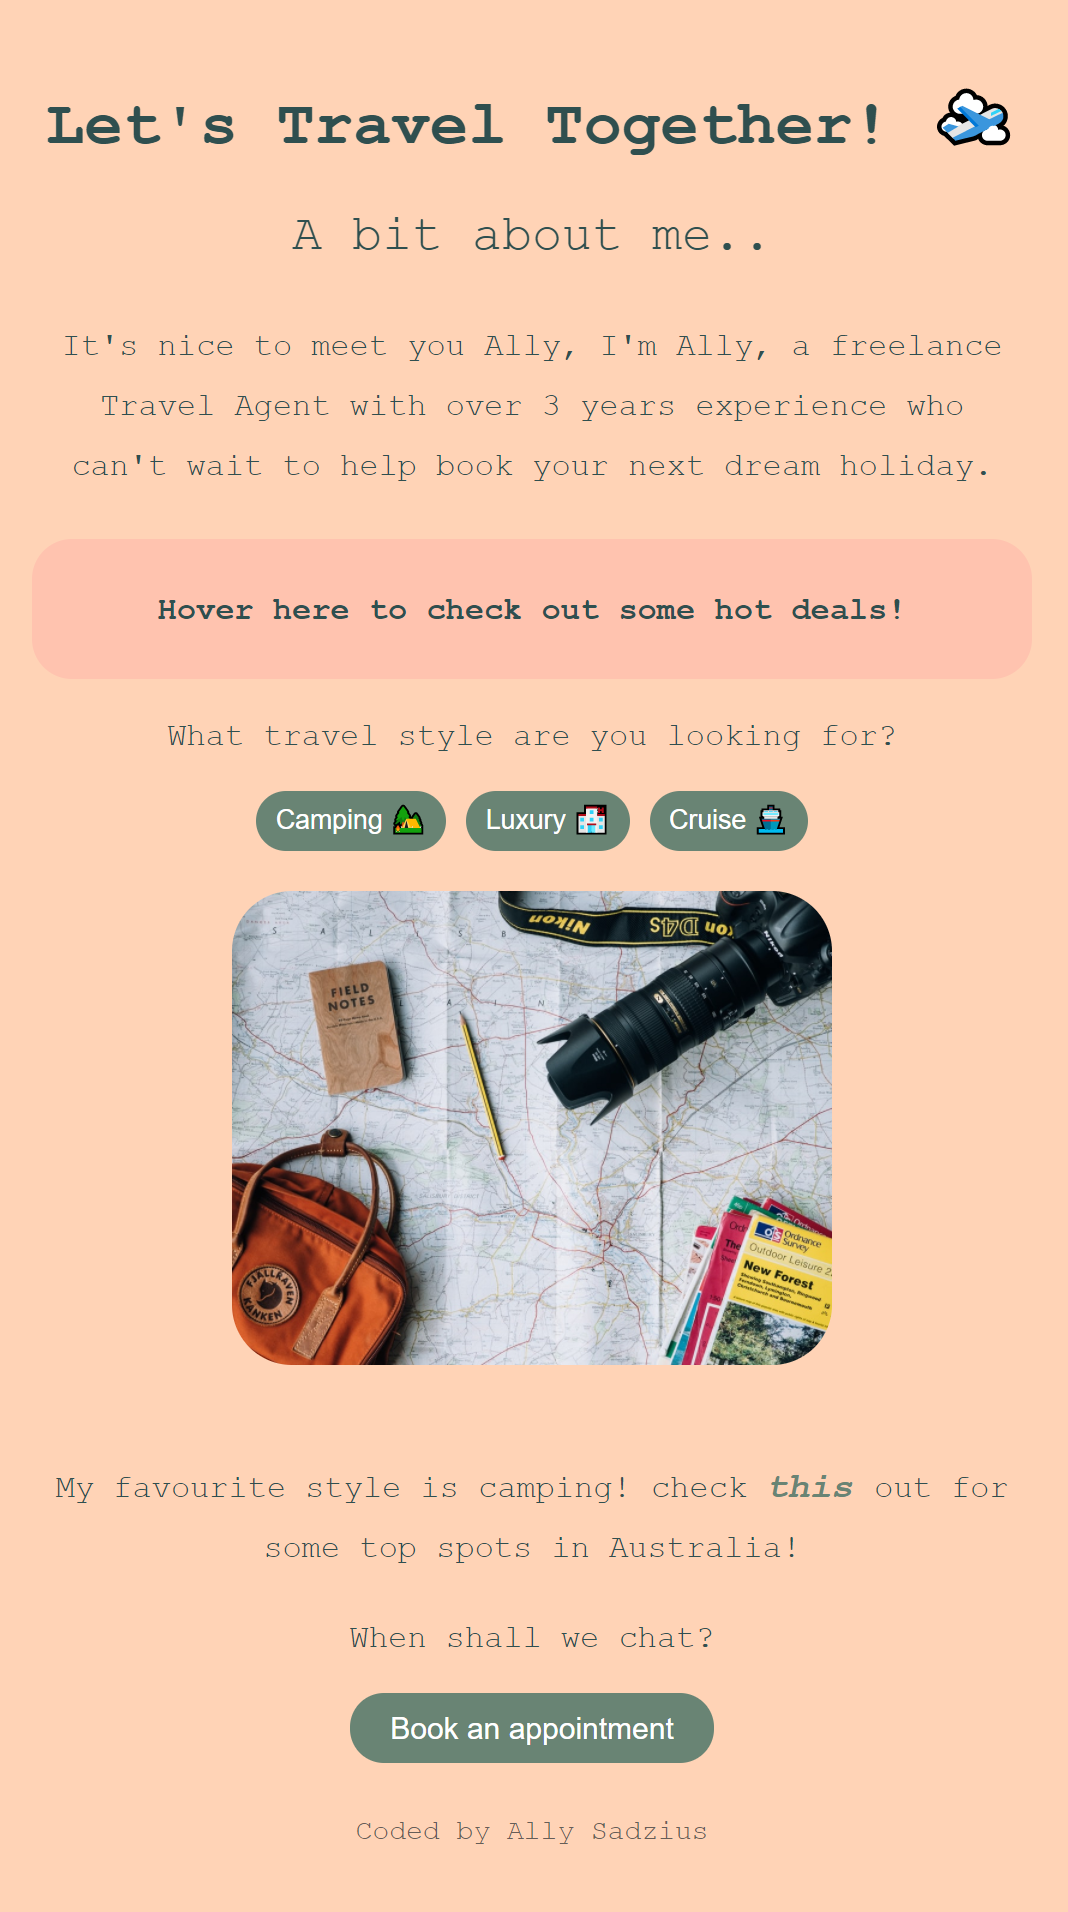 Let's Travel Together!
A bit about me..
It's nice to meet you Ally, I'm Ally, a freelance
Travel Agent with over 3 years experience who
can't wait to help book your next dream holiday.
Hover here to check out some hot deals!
What travel style are you looking for?
Camping
Luxury
Cruise
Nikon
D4S
Nikon
FIELD
NOTES
FJÄLLRÄVEN
KÅNKEN
Ordnance
Survey
Outdoor Leisure
New Forest
My favourite style is camping! check this out for
some top spots in Australia!
When shall we chat?
Book an appointment
Coded by Ally Sadzius